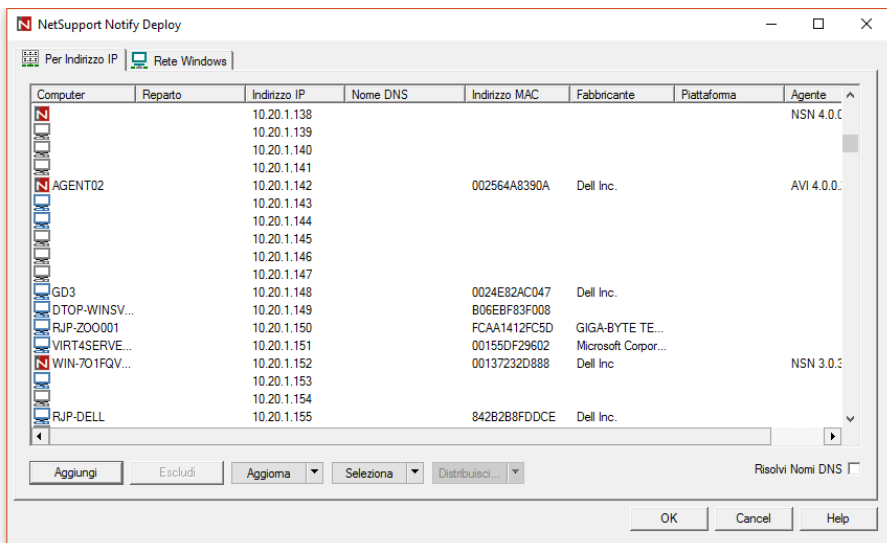 NetSupport Notify Deploy
Per Indirizzo IP Rete Windows
Computer Reparto Indirizzo IP Nome DNS Indirizzo MAC Fabbricante Piattaforma Agente
10.20.1.138 NSN 4.0.0
10.20.1.139
10.20.1.140
10.20.1.141
AGENT02 10.20.1.142 002564A8390A Dell Inc. AVI 4.0.0.
10.20.1.143
10.20.1.144
10.20.1.145
10.20.1.146
10.20.1.147
GD3 10.20.1.148 0024E82AC047 Dell Inc.
DTOP-WINSV... 10.20.1.149 B06EBF83F008
RJP-ZOO001 10.20.1.150 FCAA1412FC5D GIGA-BYTE TE...
VIRT4SERVE... 10.20.1.151 00155DF29602 Microsoft Corpor...
WIN-7O1FQV... 10.20.1.152 00137232D888 Dell Inc NSN 3.0.3
10.20.1.153
10.20.1.154
RJP-DELL 10.20.1.155 842B2B8FDDCE Dell Inc.
Aggiungi Escludi Aggiorna Seleziona Distribuisci... Risolvi Nomi DNS
OK Cancel Help